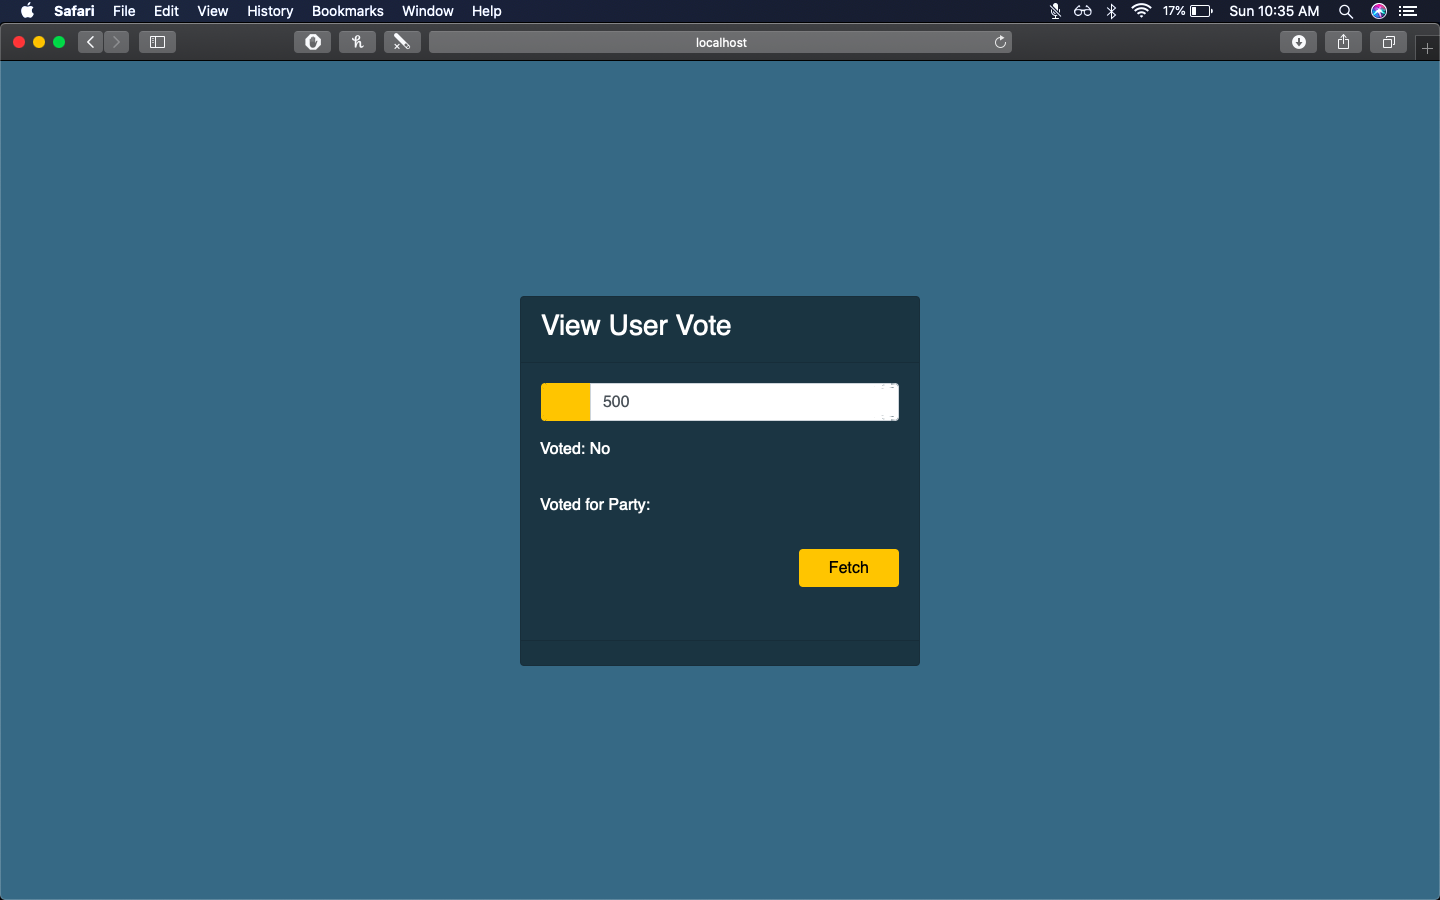 Safari File Edit View History Bookmarks Window Help 17% Sun 10:35 AM
localhost
View User Vote
500
Voted: No
Voted for Party:
Fetch